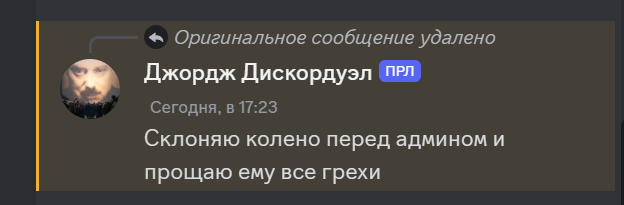 Оригинальное сообщение удалено
Джордж Дискордуэл ПРЛ
Сегодня, в 17:23
Склоняю колено перед админом и
прощаю ему все грехи